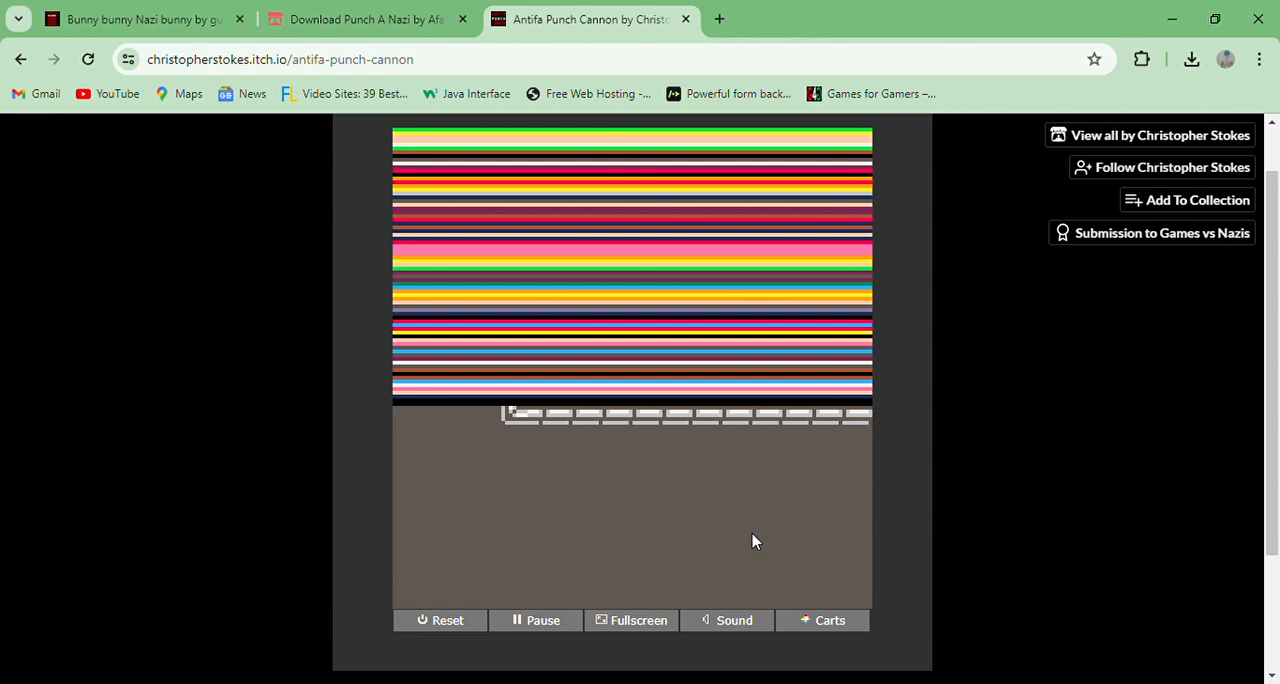 Bunny bunny Nazi bunny by gu
Download Punch A Nazi by Afa
Antifa Punch Cannon by Christo
christopherstokes.itch.io/antifa-punch-cannon
Gmail YouTube Maps News Video Sites: 39 Best... Java Interface Free Web Hosting -... Powerful form back... Games for Gamers –...
View all by Christopher Stokes
Follow Christopher Stokes
Add To Collection
Submission to Games vs Nazis
Reset Pause Fullscreen Sound Carts